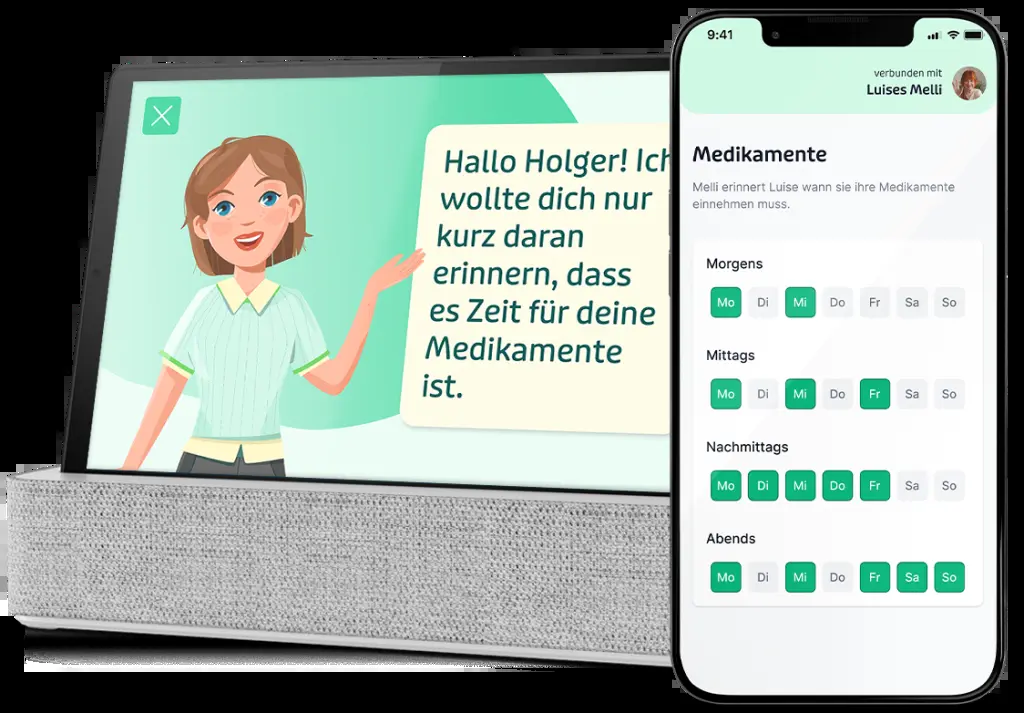 Hallo Holger! Ich
wollte dich nur
kurz daran
erinnern, dass
es Zeit für deine
Medikamente
ist.
9:41
verbunden mit
Luises Melli
Medikamente
Melli erinnert Luise wann sie ihre Medikamente
einnehmen muss.
Morgens
Mo Di Mi Do Fr Sa So
Mittags
Mo Di Mi Do Fr Sa So
Nachmittags
Mo Di Mi Do Fr Sa So
Abends
Mo Di Mi Do Fr Sa So